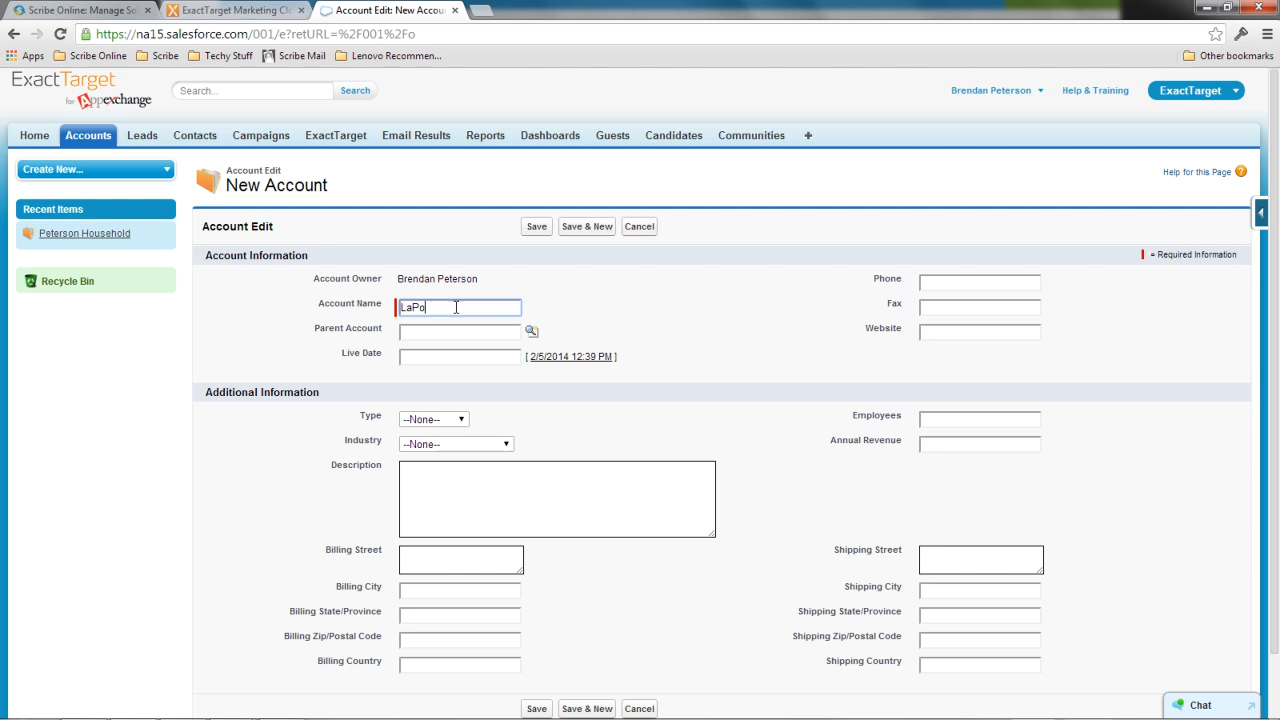 Scribe Online: Manage So
ExactTarget Marketing Cl
Account Edit: New Accou
https://na15.salesforce.com/001/e?retURL=%2F001%2Fo
Apps Scribe Online Scribe Techy Stuff Scribe Mail Lenovo Recommen... Other bookmarks
ExactTarget
for Appexchange
Search... Search
Brendan Peterson Help & Training ExactTarget
Home Accounts Leads Contacts Campaigns ExactTarget Email Results Reports Dashboards Guests Candidates Communities +
Create New...
Recent Items
Peterson Household
Recycle Bin
Account Edit
New Account
Help for this Page ?
Account Edit Save Save & New Cancel
Account Information = Required Information
Account Owner Brendan Peterson Phone
Account Name LaPo Fax
Parent Account Website
Live Date [ 2/5/2014 12:39 PM ]
Additional Information
Type --None-- Employees
Industry --None-- Annual Revenue
Description
Billing Street Shipping Street
Billing City Shipping City
Billing State/Province Shipping State/Province
Billing Zip/Postal Code Shipping Zip/Postal Code
Billing Country Shipping Country
Save Save & New Cancel
Chat